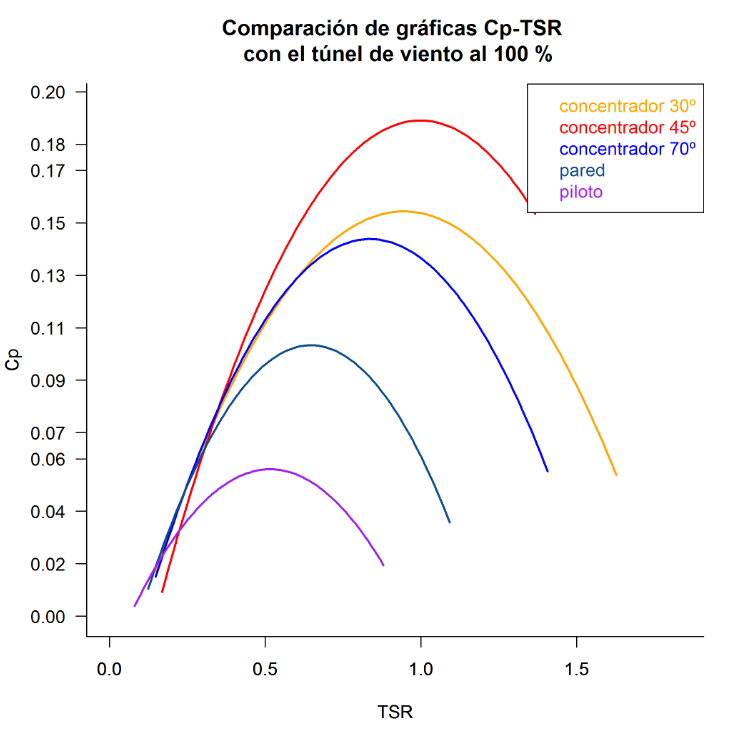 Comparación de gráficas Cp-TSR
con el túnel de viento al 100 %
concentrador 30º
concentrador 45º
concentrador 70º
pared
piloto
0.20
0.18
0.17
0.15
0.13
0.11
0.09
0.07
0.06
0.04
0.02
0.00
Cp
0.0 0.5 1.0 1.5
TSR